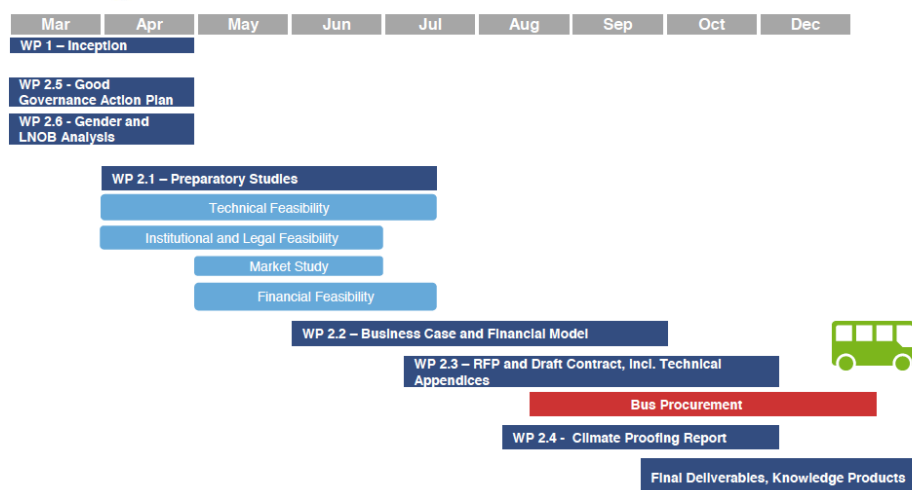 Mar Apr May Jun Jul Aug Sep Oct Dec
WP 1 – Inception
WP 2.5 - Good
Governance Action Plan
WP 2.6 - Gender and
LNOB Analysis
WP 2.1 – Preparatory Studies
Technical Feasibility
Institutional and Legal Feasibility
Market Study
Financial Feasibility
WP 2.2 – Business Case and Financial Model
WP 2.3 – RFP and Draft Contract, incl. Technical
Appendices
Bus Procurement
WP 2.4 - Climate Proofing Report
Final Deliverables, Knowledge Products